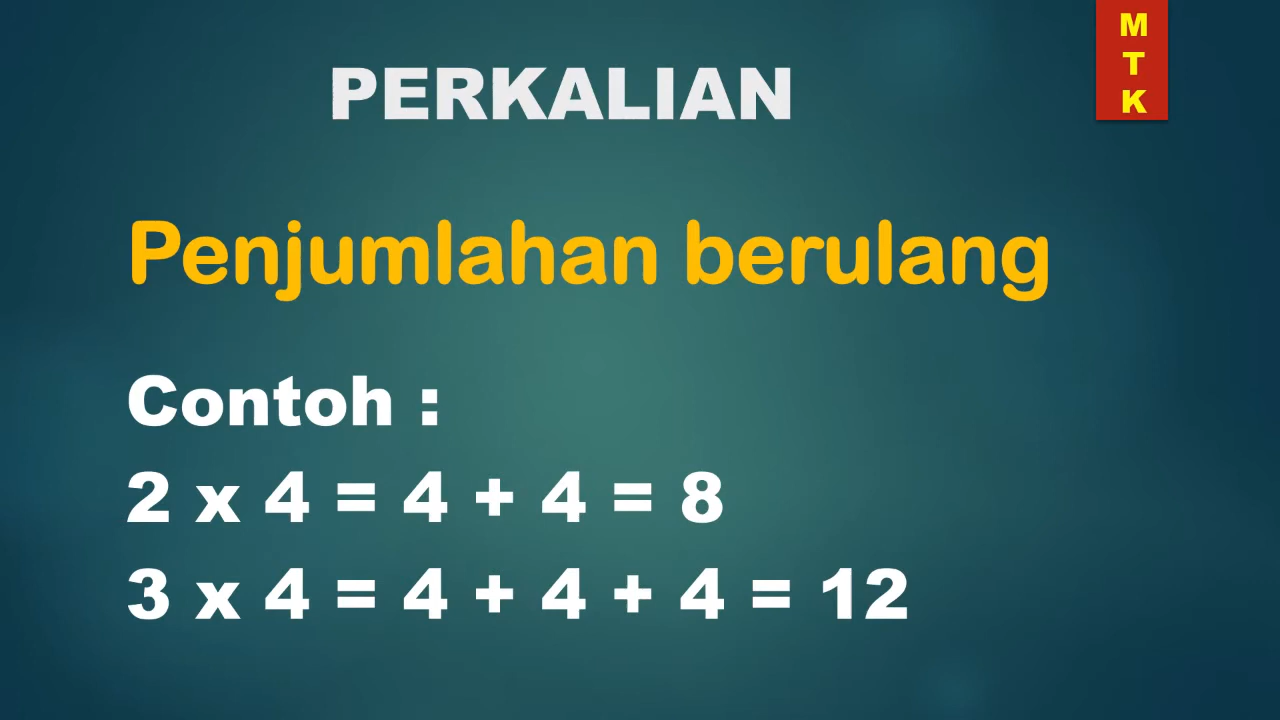 PERKALIAN
M
T
K
Penjumlahan berulang
Contoh :
2 x 4 = 4 + 4 = 8
3 x 4 = 4 + 4 + 4 = 12